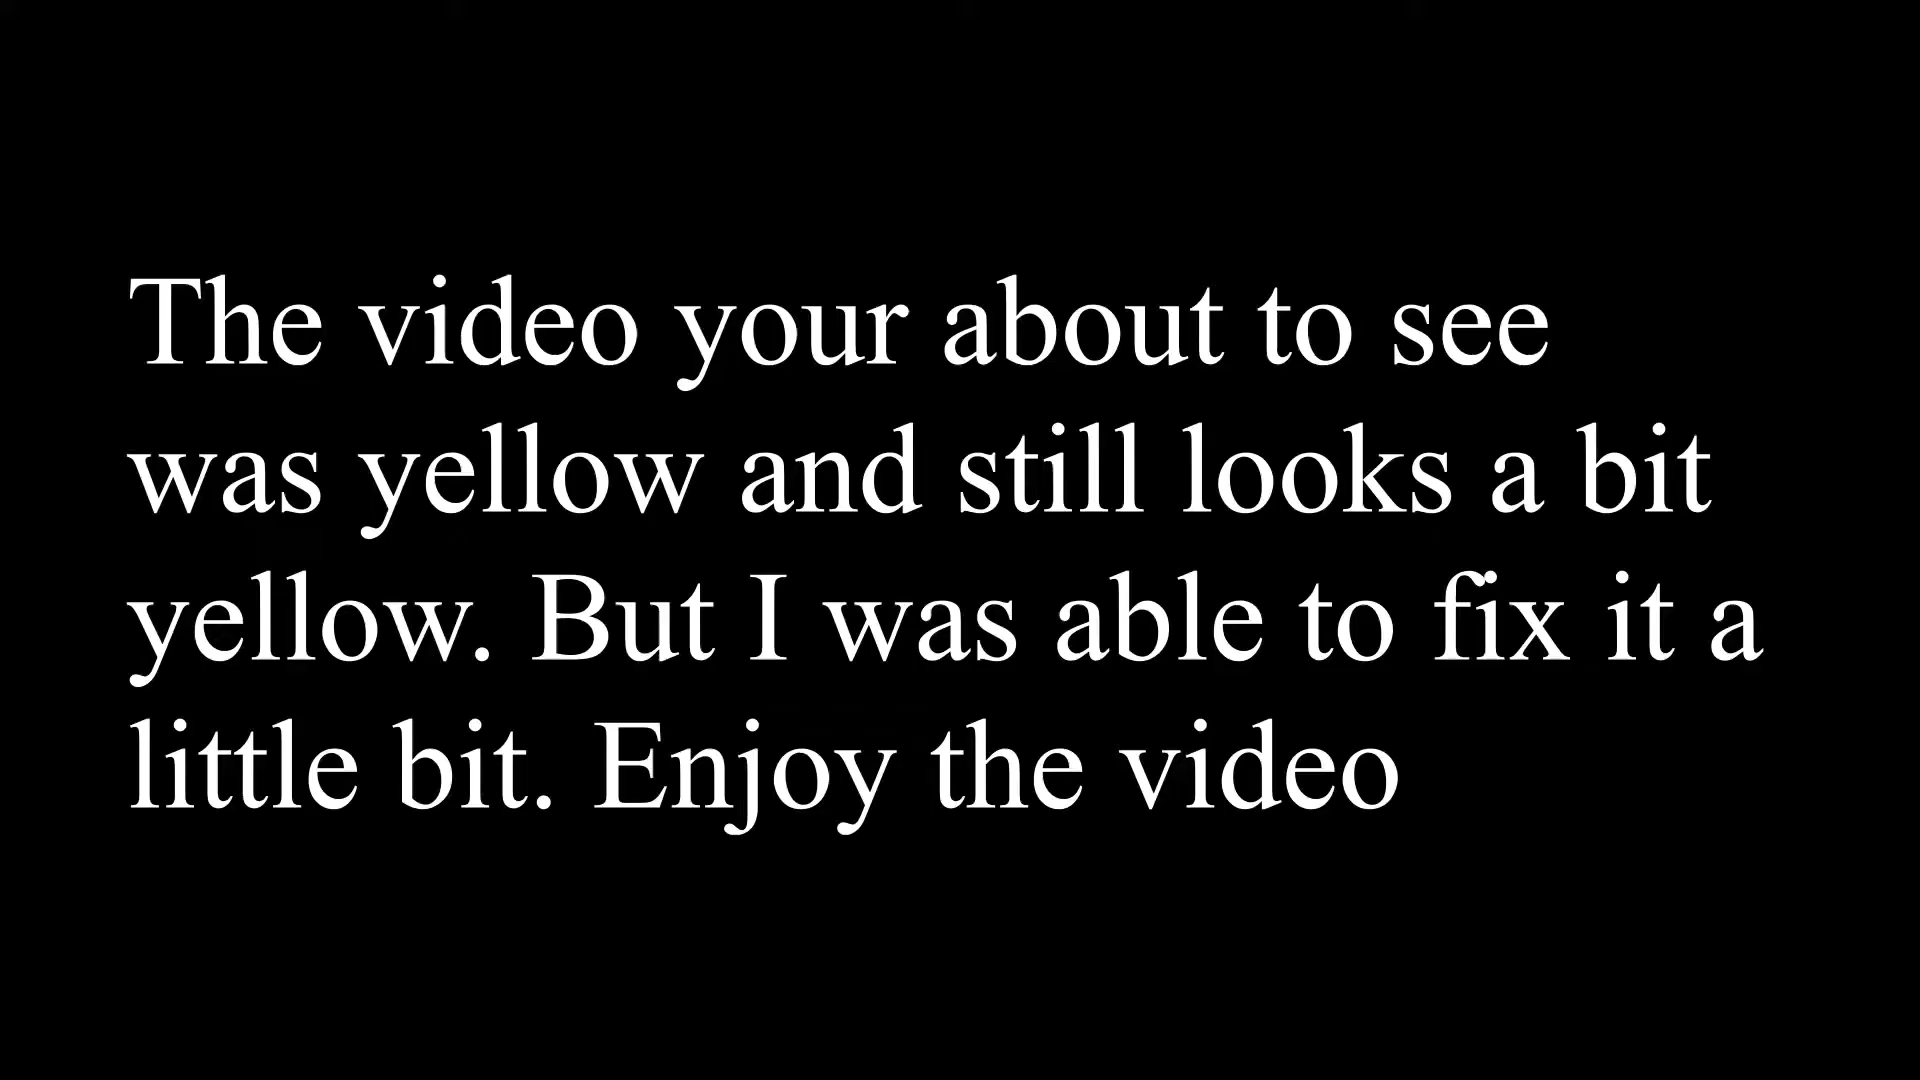 The video your about to see
was yellow and still looks a bit
yellow. But I was able to fix it a
little bit. Enjoy the video